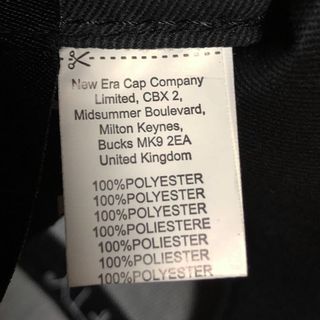 New Era Cap Company
Limited, CBX 2,
Midsummer Boulevard,
Milton Keynes,
Bucks MK9 2EA
United Kingdom
100%POLYESTER
100%POLYESTER
100%POLYESTER
100%POLIESTERE
100%POLIESTER
100%POLIESTER
100%POLYESTER